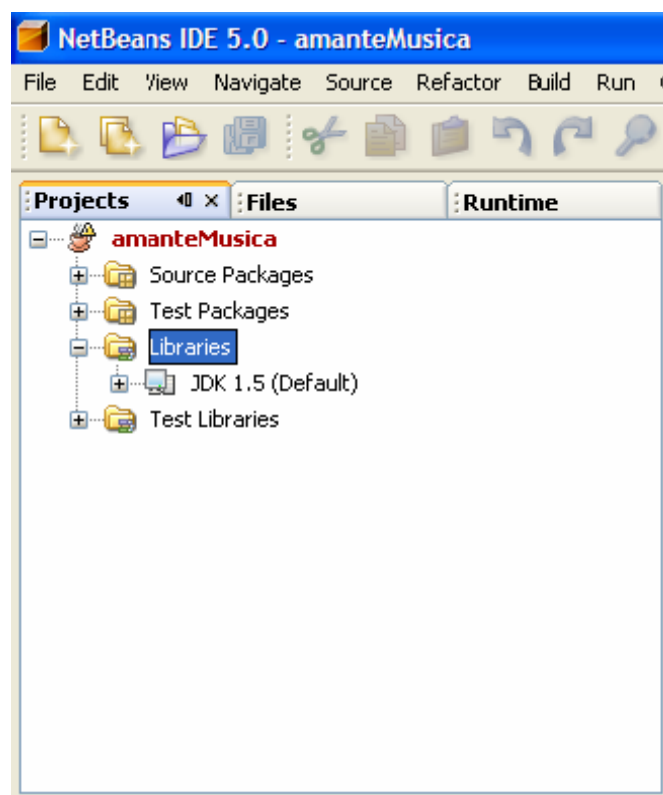 NetBeans IDE 5.0 - amanteMusica
File Edit View Navigate Source Refactor Build Run
Projects Files Runtime
amanteMusica
Source Packages
Test Packages
Libraries
JDK 1.5 (Default)
Test Libraries